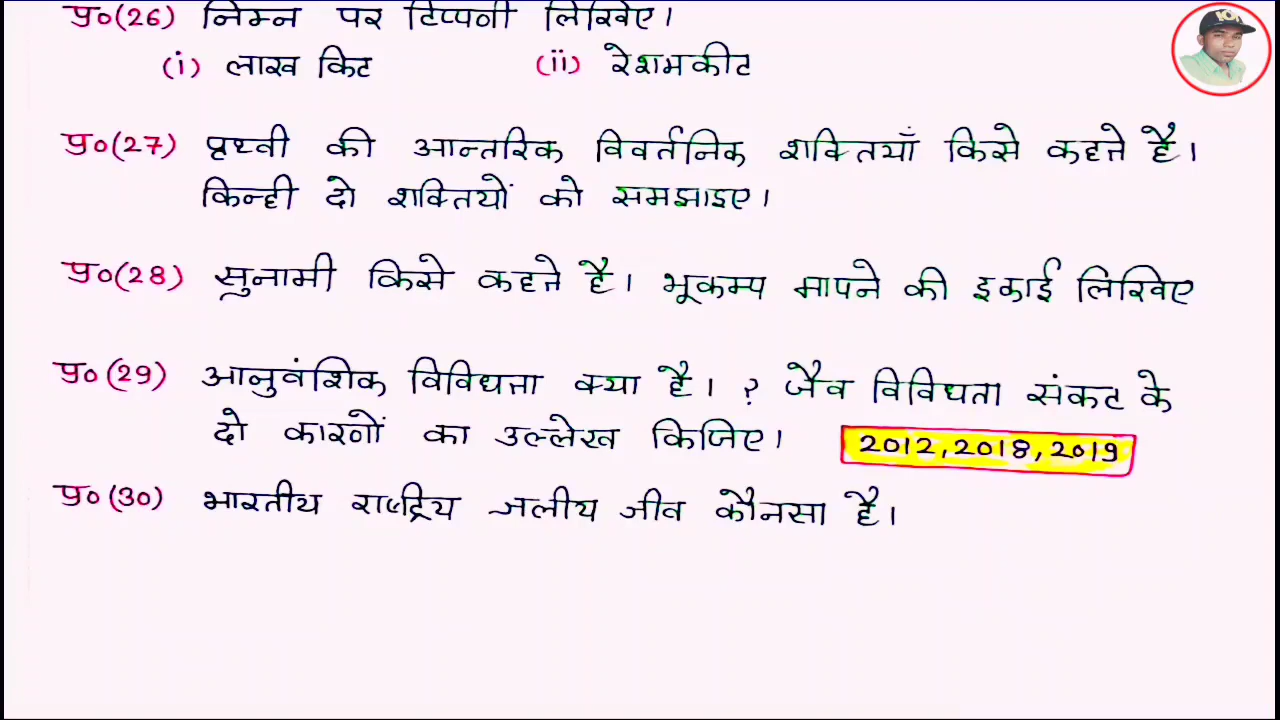 प्र०(26) निम्न पर टिप्पणी लिखिए।
(i) लाख किट (ii) रेशमकीट
प्र०(27) पृथ्वी की आन्तरिक विवर्तनिक शक्तियाँ किसे कहते है।
किन्ही दो शक्तियों को समझाइए।
प्र०(28) सुनामी किसे कहते है। भूकम्प मापने की इकाई लिखिए
प्र०(29) आनुवंशिक विविधता क्या है। ? जैव विविधता संकट के
दो कारणों का उल्लेख किजिए। 2012, 2018, 2019
प्र०(30) भारतीय राष्ट्रिय जलीय जीव कौनसा है।